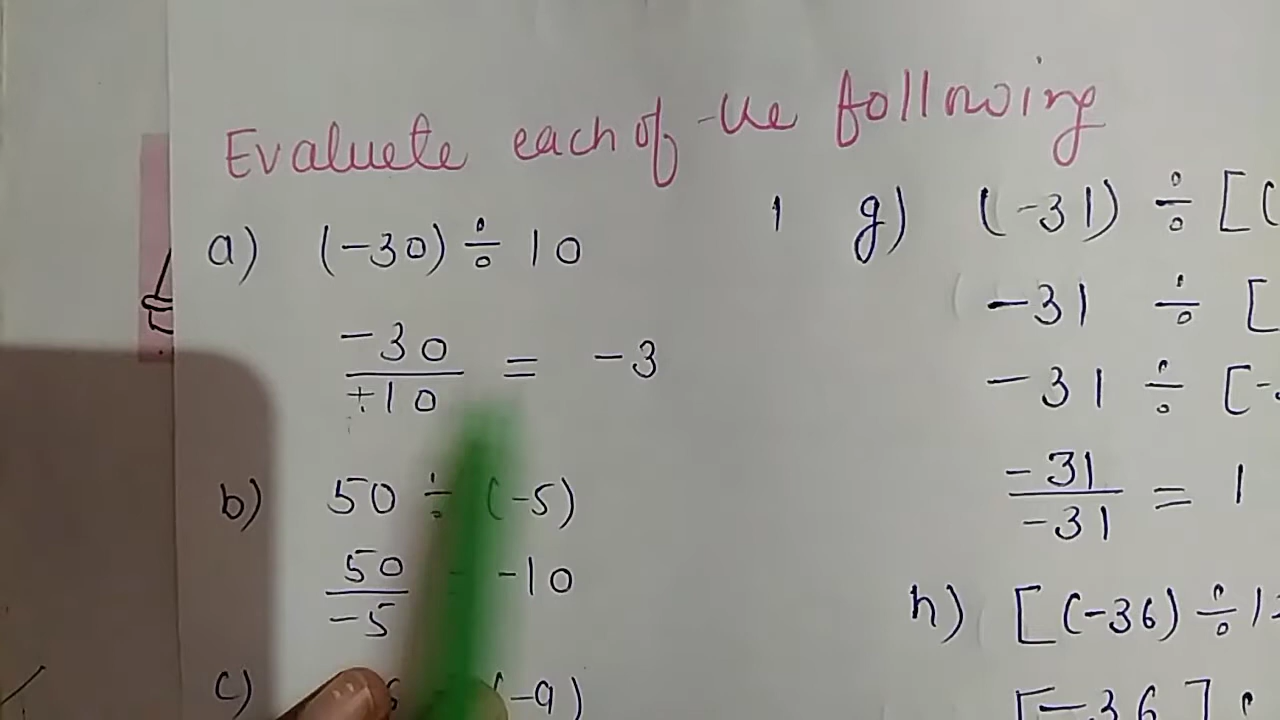 Evaluete each of the following
a) (-30) ÷ 10
-30
+10
= -3
b) 50 ÷ (-5)
50
-5
-10
c)
(-9)
1
g) (-31) ÷ [(
-31 ÷ [
-31 ÷ [-
-31
-31
= 1
h) [(-36) ÷ 1
[-36]